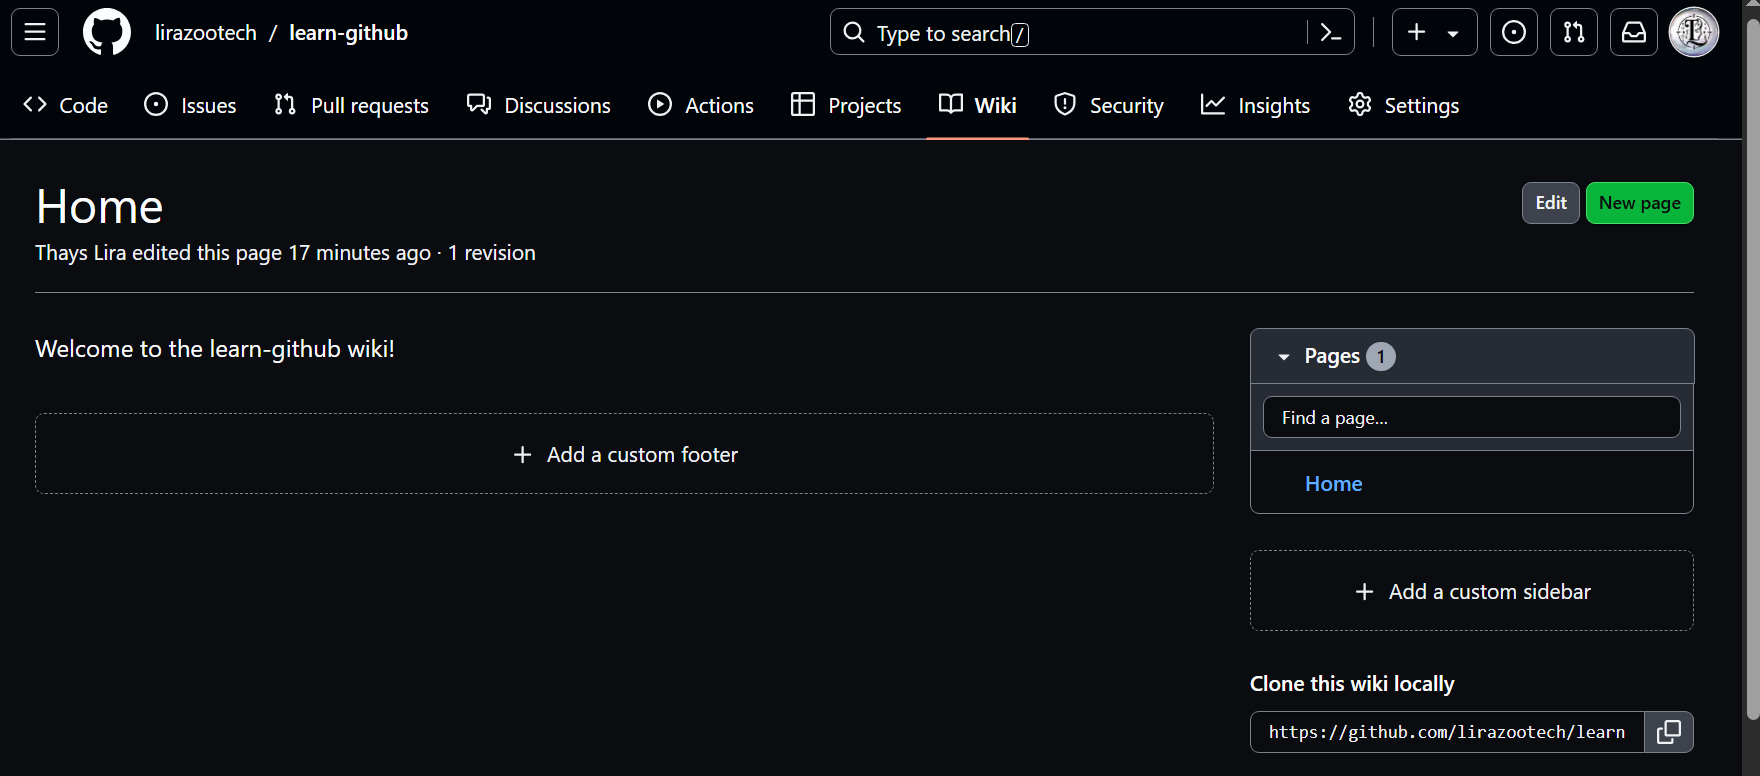 lirazootech / learn-github
Type to search /
Code Issues Pull requests Discussions Actions Projects Wiki Security Insights Settings
Home
Edit New page
Thays Lira edited this page 17 minutes ago · 1 revision
Welcome to the learn-github wiki!
+ Add a custom footer
Pages 1
Find a page...
Home
+ Add a custom sidebar
Clone this wiki locally
https://github.com/lirazootech/learn